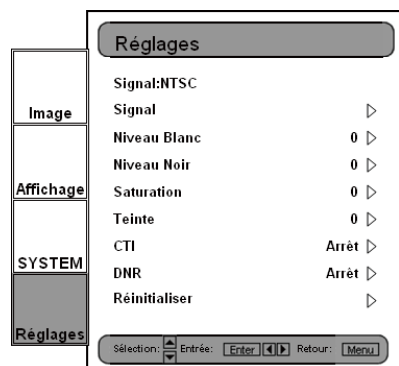 Réglages
Signal:NTSC
Signal
Niveau Blanc 0
Niveau Noir 0
Saturation 0
Teinte 0
CTI Arrêt
DNR Arrêt
Réinitialiser
Image
Affichage
SYSTEM
Réglages
Sélection: Entrée: Enter Retour: Menu